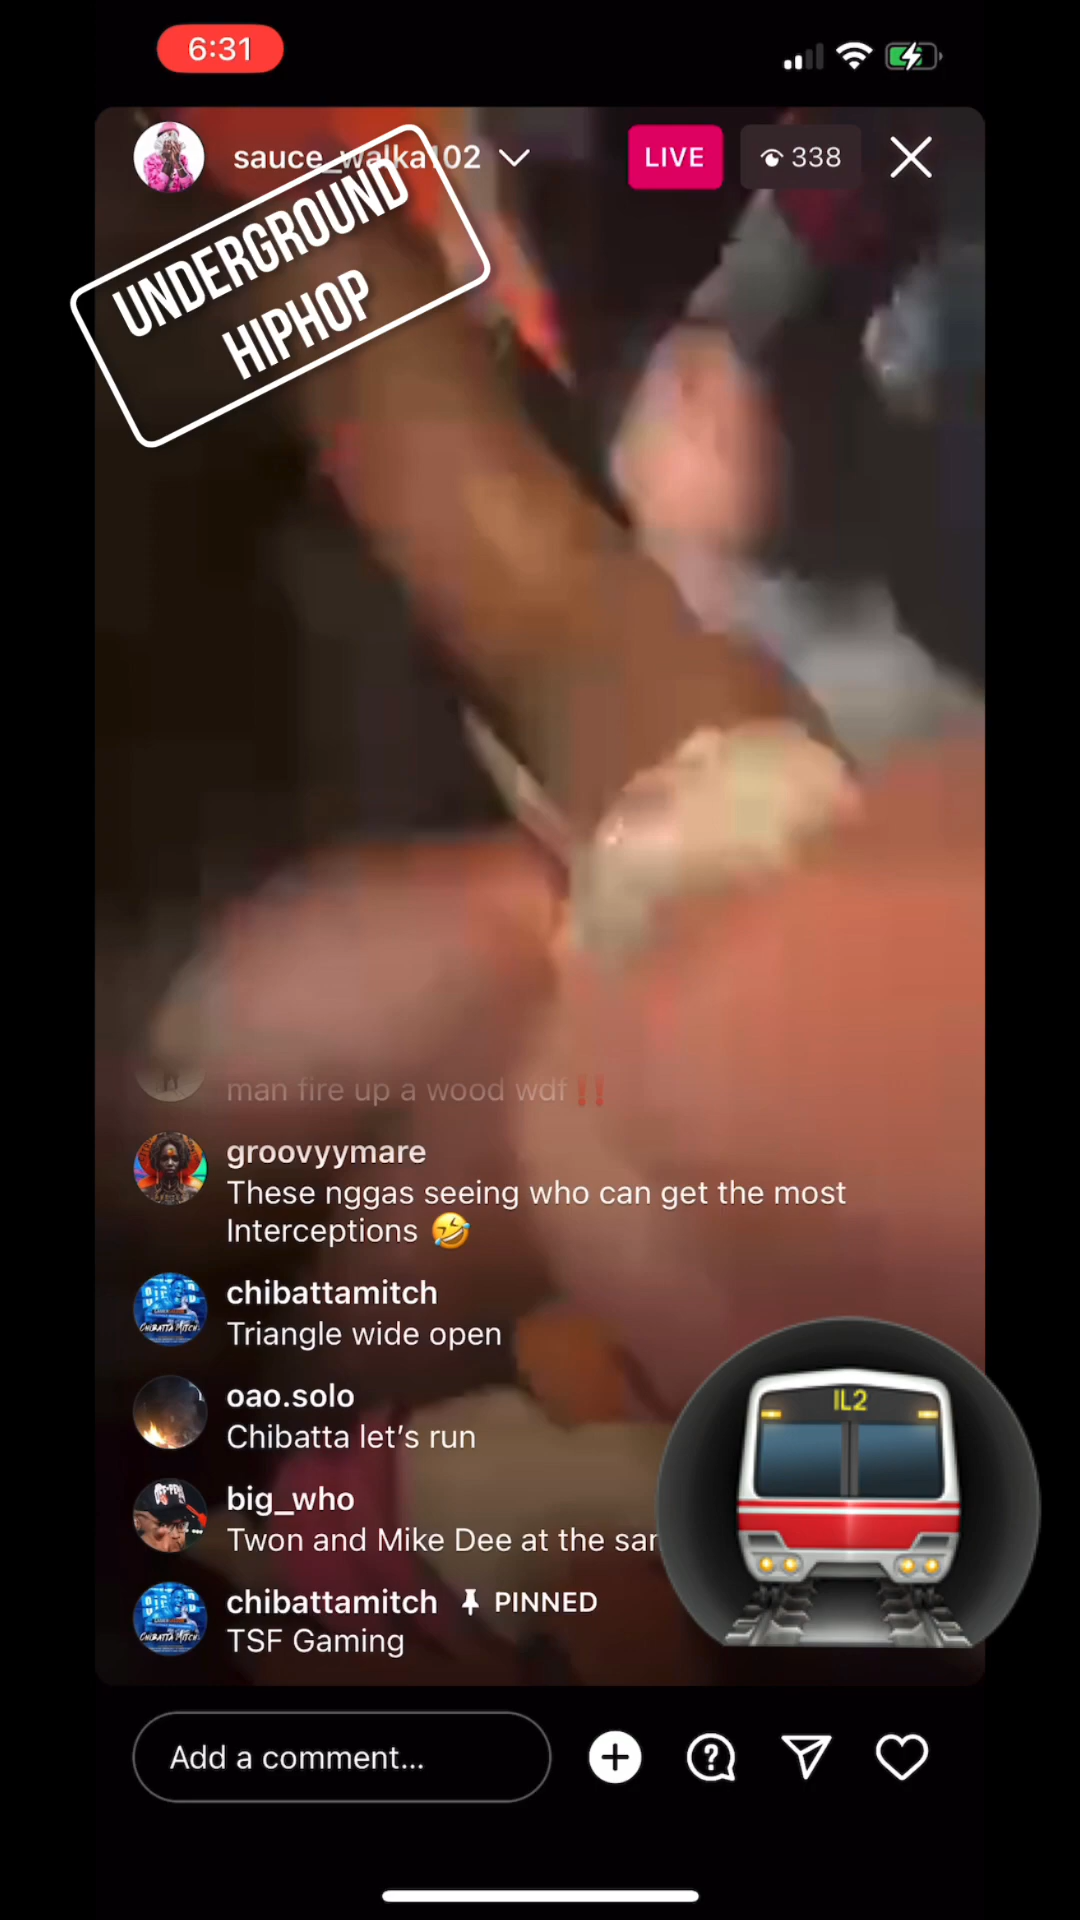 6:31
sauce_walka102
LIVE
338
UNDERGROUND
HIPHOP
man fire up a wood wdf‼️
groovyymare
These nggas seeing who can get the most
Interceptions 🤣
chibattamitch
Triangle wide open
oao.solo
Chibatta let’s run
big_who
Twon and Mike Dee at the
IL2
chibattamitch PINNED
TSF Gaming
Add a comment...